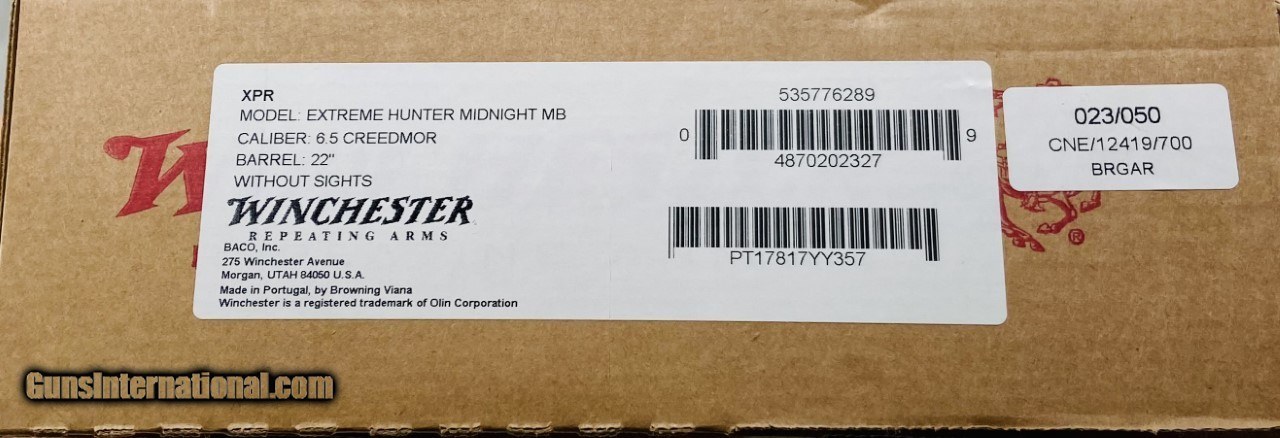 XPR
MODEL: EXTREME HUNTER MIDNIGHT MB
CALIBER: 6.5 CREEDMOR
BARREL: 22"
WITHOUT SIGHTS
WINCHESTER
REPEATING ARMS
BACO, Inc.
275 Winchester Avenue
Morgan, UTAH 84050 U.S.A.
Made in Portugal, by Browning Viana
Winchester is a registered trademark of Olin Corporation
535776289
0 9
4870202327
PT17817YY357
023/050
CNE/12419/700
BRGAR
®
GunsInternational.com